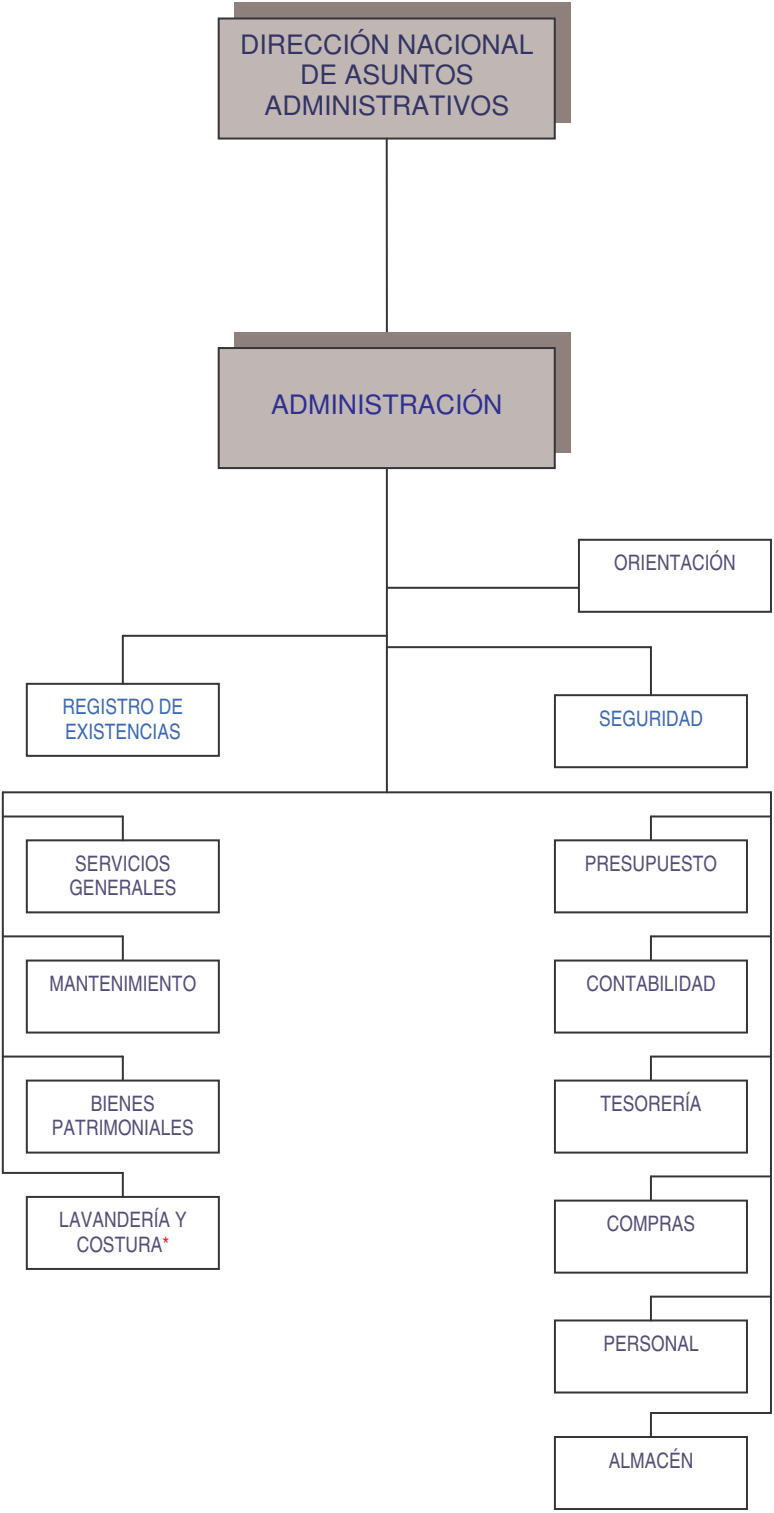 DIRECCIÓN NACIONAL
DE ASUNTOS
ADMINISTRATIVOS
ADMINISTRACIÓN
ORIENTACIÓN
REGISTRO DE
EXISTENCIAS
SEGURIDAD
SERVICIOS
GENERALES
PRESUPUESTO
MANTENIMIENTO
CONTABILIDAD
BIENES
PATRIMONIALES
TESORERÍA
LAVANDERÍA Y
COSTURA*
COMPRAS
PERSONAL
ALMACÉN